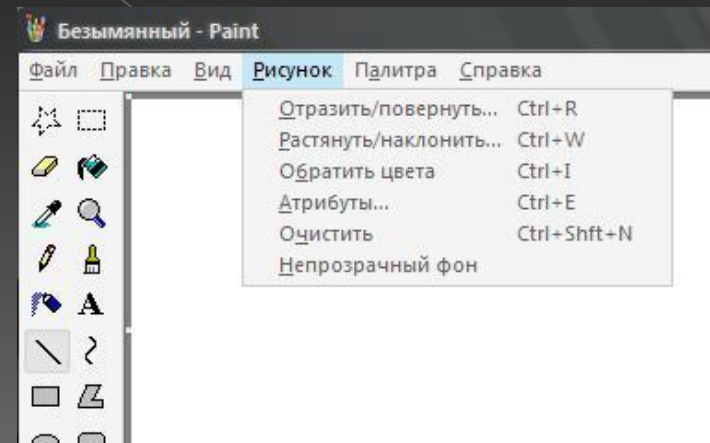 Безымянный - Paint
Файл Правка Вид Рисунок Палитра Справка
Отразить/повернуть... Ctrl+R
Растянуть/наклонить... Ctrl+W
Обратить цвета Ctrl+I
Атрибуты... Ctrl+E
Очистить Ctrl+Shft+N
Непрозрачный фон
A